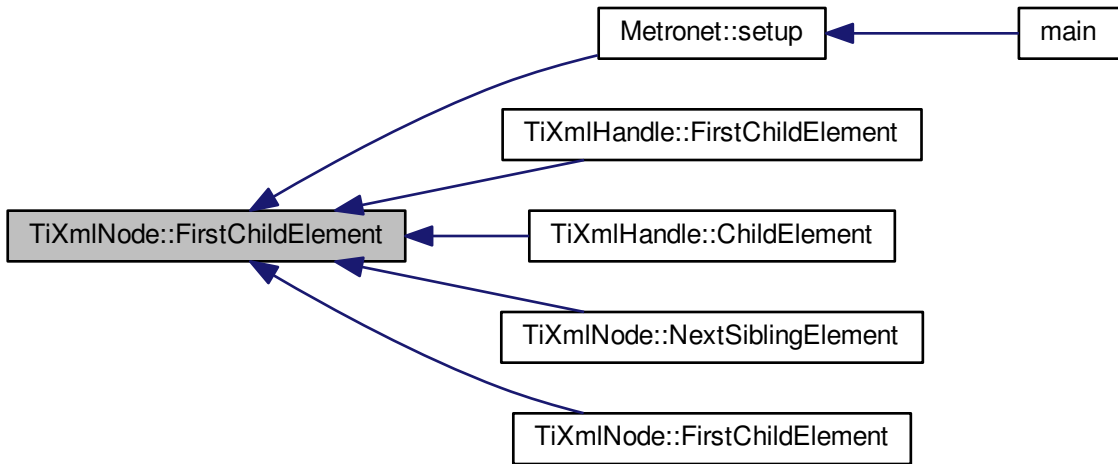 Metronet::setup
main
TiXmlHandle::FirstChildElement
TiXmlNode::FirstChildElement
TiXmlHandle::ChildElement
TiXmlNode::NextSiblingElement
TiXmlNode::FirstChildElement